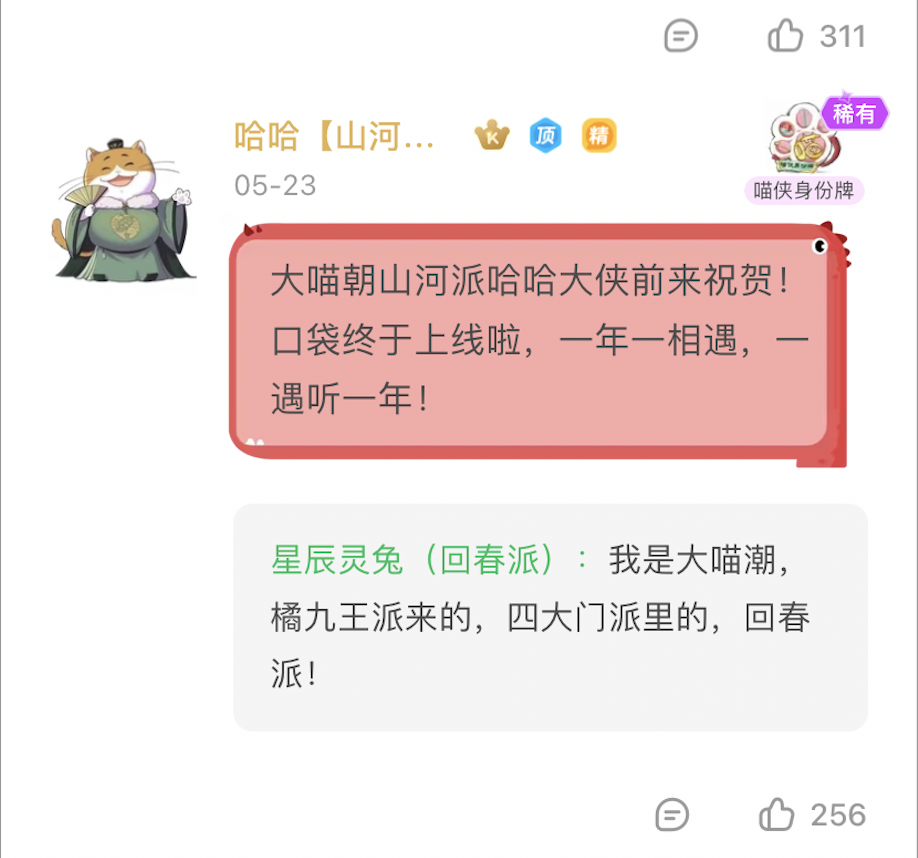 311
哈哈【山河...
顶
精
稀有
喵侠身份牌
05-23
大喵朝山河派哈哈大侠前来祝贺！
口袋终于上线啦，一年一相遇，一
遇听一年！
星辰灵兔（回春派）：我是大喵潮，
橘九王派来的，四大门派里的，回春
派！
256